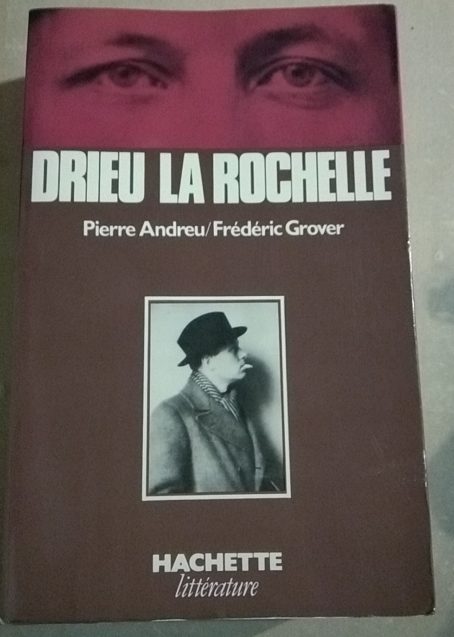 DRIEU LA ROCHELLE
Pierre Andreu/Frédéric Grover
HACHETTE
littérature